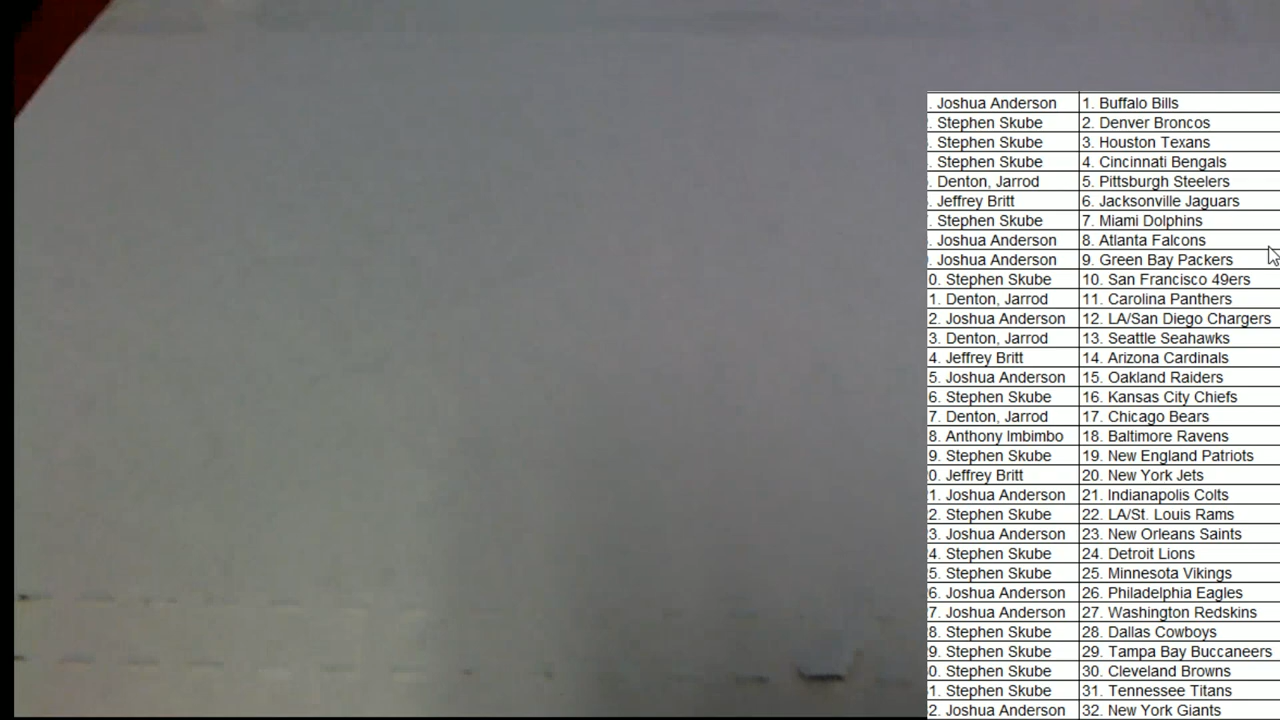 . Joshua Anderson 1. Buffalo Bills
. Stephen Skube 2. Denver Broncos
. Stephen Skube 3. Houston Texans
. Stephen Skube 4. Cincinnati Bengals
. Denton, Jarrod 5. Pittsburgh Steelers
. Jeffrey Britt 6. Jacksonville Jaguars
. Stephen Skube 7. Miami Dolphins
. Joshua Anderson 8. Atlanta Falcons
. Joshua Anderson 9. Green Bay Packers
0. Stephen Skube 10. San Francisco 49ers
1. Denton, Jarrod 11. Carolina Panthers
2. Joshua Anderson 12. LA/San Diego Chargers
3. Denton, Jarrod 13. Seattle Seahawks
4. Jeffrey Britt 14. Arizona Cardinals
5. Joshua Anderson 15. Oakland Raiders
6. Stephen Skube 16. Kansas City Chiefs
7. Denton, Jarrod 17. Chicago Bears
8. Anthony Imbimbo 18. Baltimore Ravens
9. Stephen Skube 19. New England Patriots
0. Jeffrey Britt 20. New York Jets
1. Joshua Anderson 21. Indianapolis Colts
2. Stephen Skube 22. LA/St. Louis Rams
3. Joshua Anderson 23. New Orleans Saints
4. Stephen Skube 24. Detroit Lions
5. Stephen Skube 25. Minnesota Vikings
6. Joshua Anderson 26. Philadelphia Eagles
7. Joshua Anderson 27. Washington Redskins
8. Stephen Skube 28. Dallas Cowboys
9. Stephen Skube 29. Tampa Bay Buccaneers
0. Stephen Skube 30. Cleveland Browns
1. Stephen Skube 31. Tennessee Titans
2. Joshua Anderson 32. New York Giants